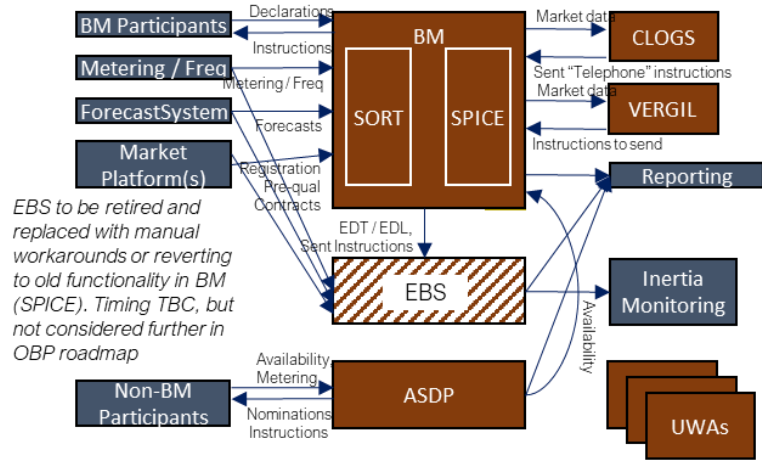 Declarations
BM Participants
Instructions
BM
Market data
CLOGS
Metering / Freq
Metering / Freq
Sent “Telephone” instructions
Market data
SORT
SPICE
VERGIL
ForecastSystem
Forecasts
Instructions to send
Market
Platform(s)
Registration
Pre-qual
Contracts
Reporting
EBS to be retired and
replaced with manual
workarounds or reverting
to old functionality in BM
(SPICE). Timing TBC, but
not considered further in
OBP roadmap
EDT / EDL,
Sent Instructions
EBS
Inertia
Monitoring
Availability
Availability,
Metering
Non-BM
Participants
Nominations
Instructions
ASDP
UWAs